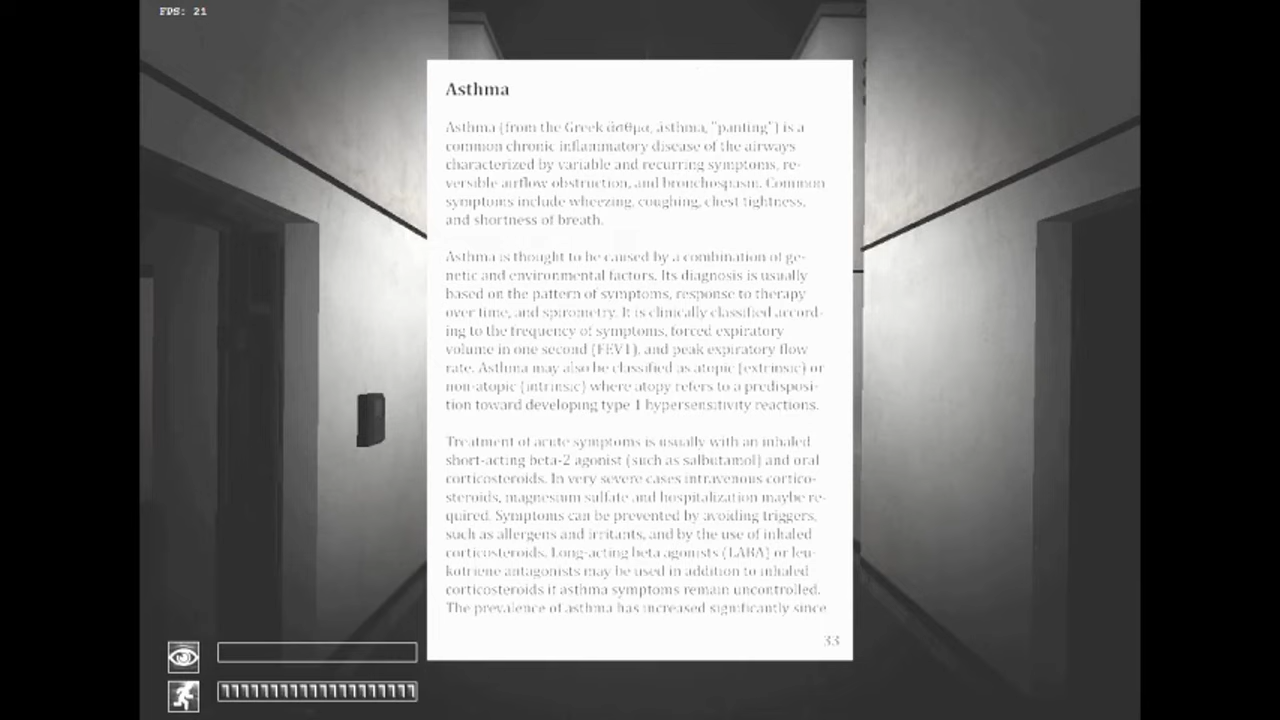 FPS: 21
Asthma
Asthma (from the Greek ἅσθμα, ásthma, "panting") is a
common chronic inflammatory disease of the airways
characterized by variable and recurring symptoms, re-
versible airflow obstruction, and bronchospasm. Common
symptoms include wheezing, coughing, chest tightness,
and shortness of breath.
Asthma is thought to be caused by a combination of ge-
netic and environmental factors. Its diagnosis is usually
based on the pattern of symptoms, response to therapy
over time, and spirometry. It is clinically classified accord-
ing to the frequency of symptoms, forced expiratory
volume in one second (FEV1), and peak expiratory flow
rate. Asthma may also be classified as atopic (extrinsic) or
non-atopic (intrinsic) where atopy refers to a predisposi-
tion toward developing type 1 hypersensitivity reactions.
Treatment of acute symptoms is usually with an inhaled
short-acting beta-2 agonist (such as salbutamol) and oral
corticosteroids. In very severe cases intravenous cortico-
steroids, magnesium sulfate and hospitalization maybe re-
quired. Symptoms can be prevented by avoiding triggers,
such as allergens and irritants, and by the use of inhaled
corticosteroids. Long-acting beta agonists (LABA) or leu-
kotriene antagonists may be used in addition to inhaled
corticosteroids if asthma symptoms remain uncontrolled.
The prevalence of asthma has increased significantly since
33